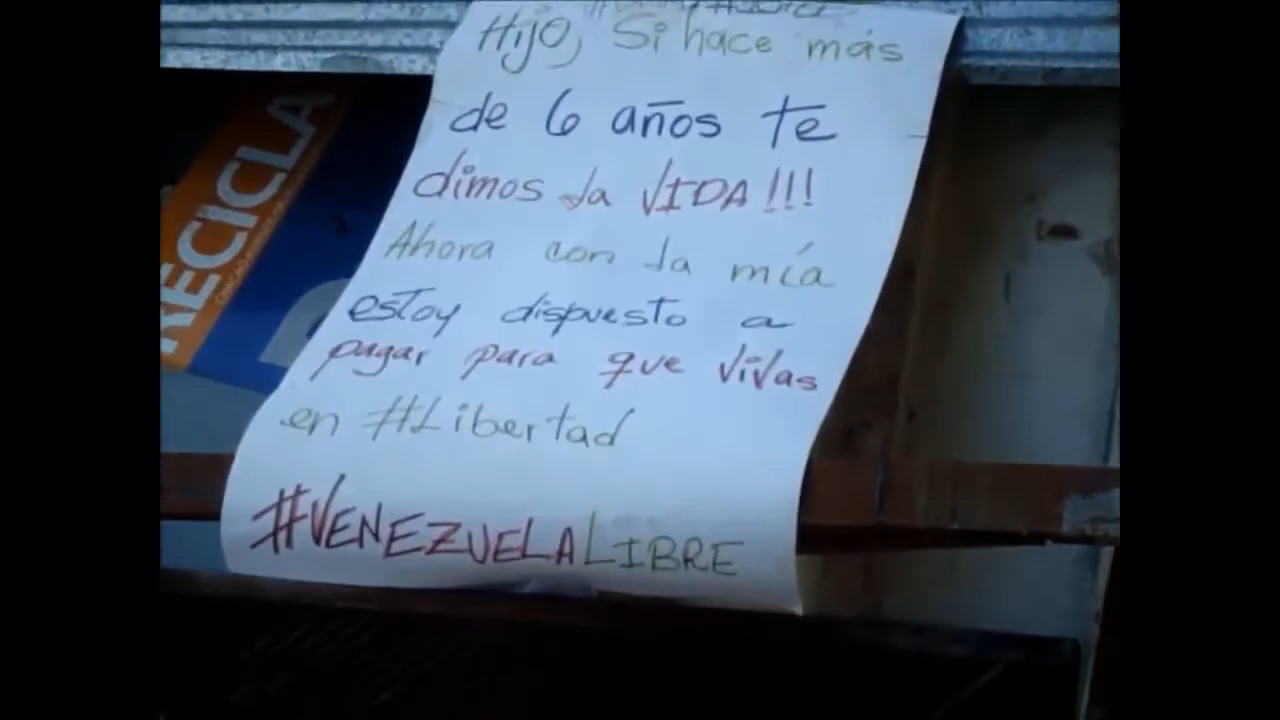 Hijo, Si hace más
de 6 años te
dimos la VIDA!!!
Ahora con la mía
estoy dispuesto a
pagar para que ViVas
en #Libertad
#VENEZUELALIBRE
RECICLA